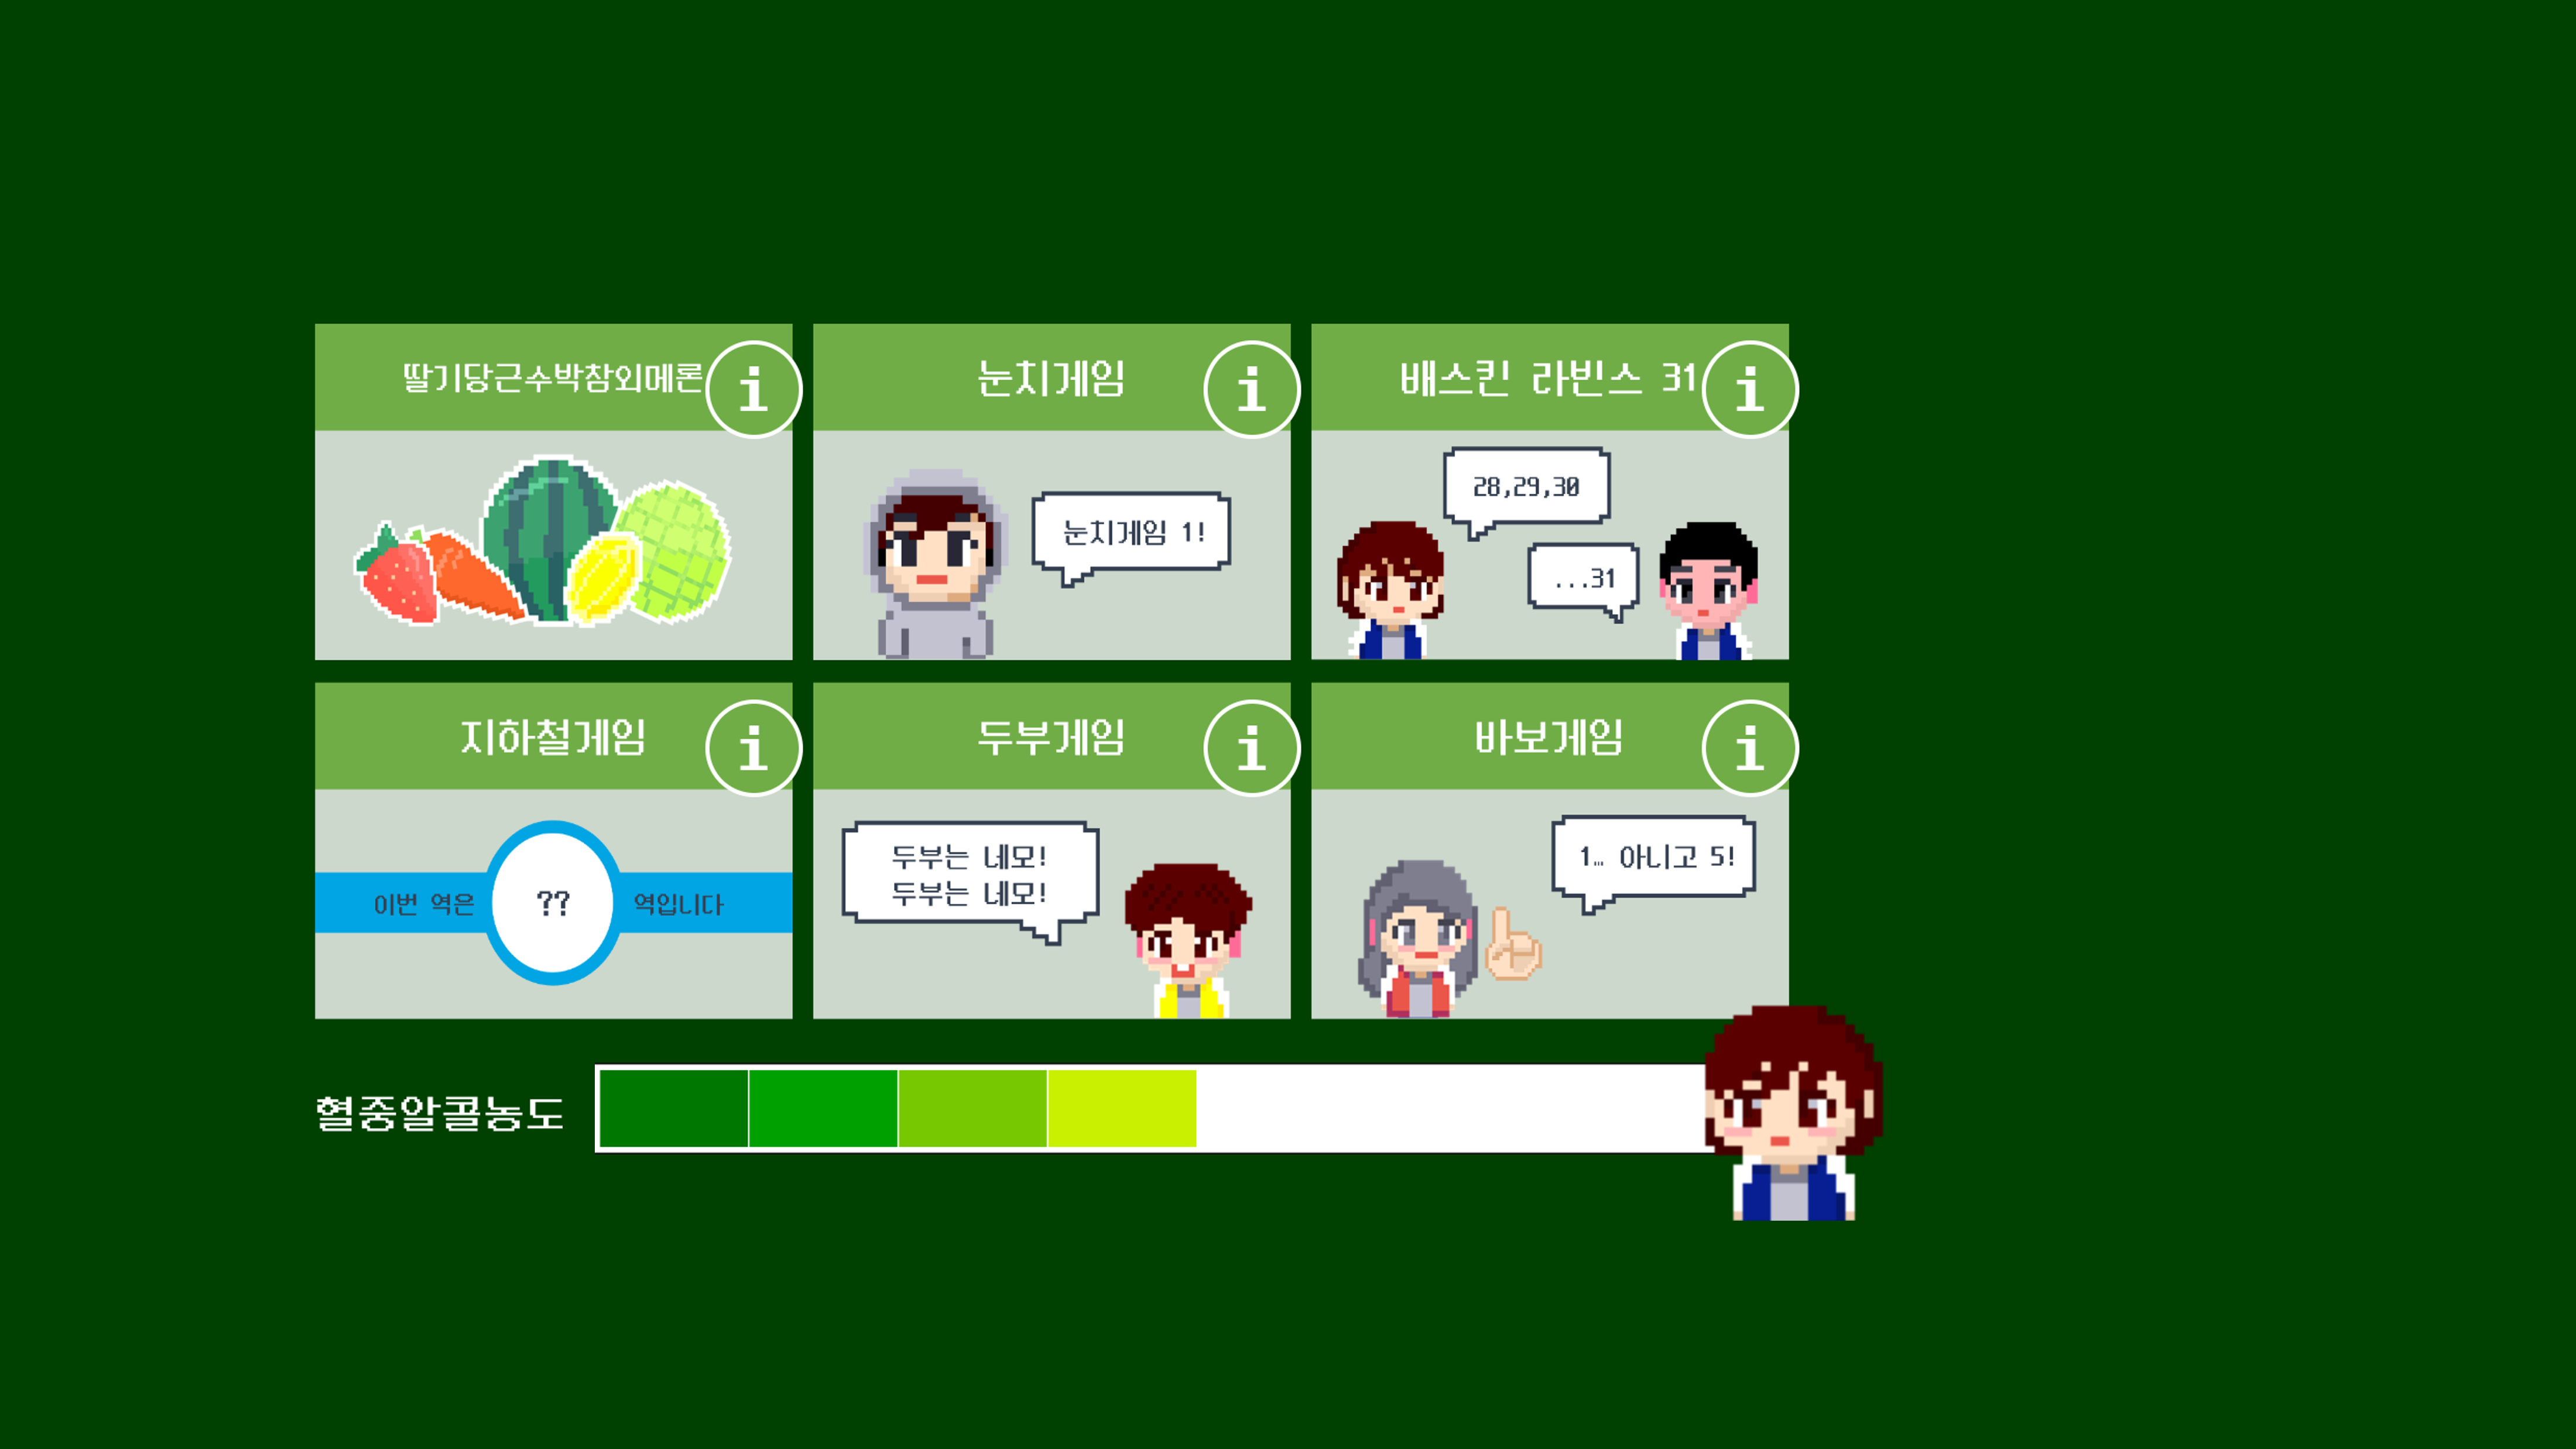 딸기당근수박참외메론
i
눈치게임
i
배스킨 라빈스 31
i
눈치게임 1!
28,29,30
...31
지하철게임
i
두부게임
i
바보게임
i
이번 역은
??
역입니다
두부는 네모!
두부는 네모!
1… 아니고 5!
혈중알콜농도